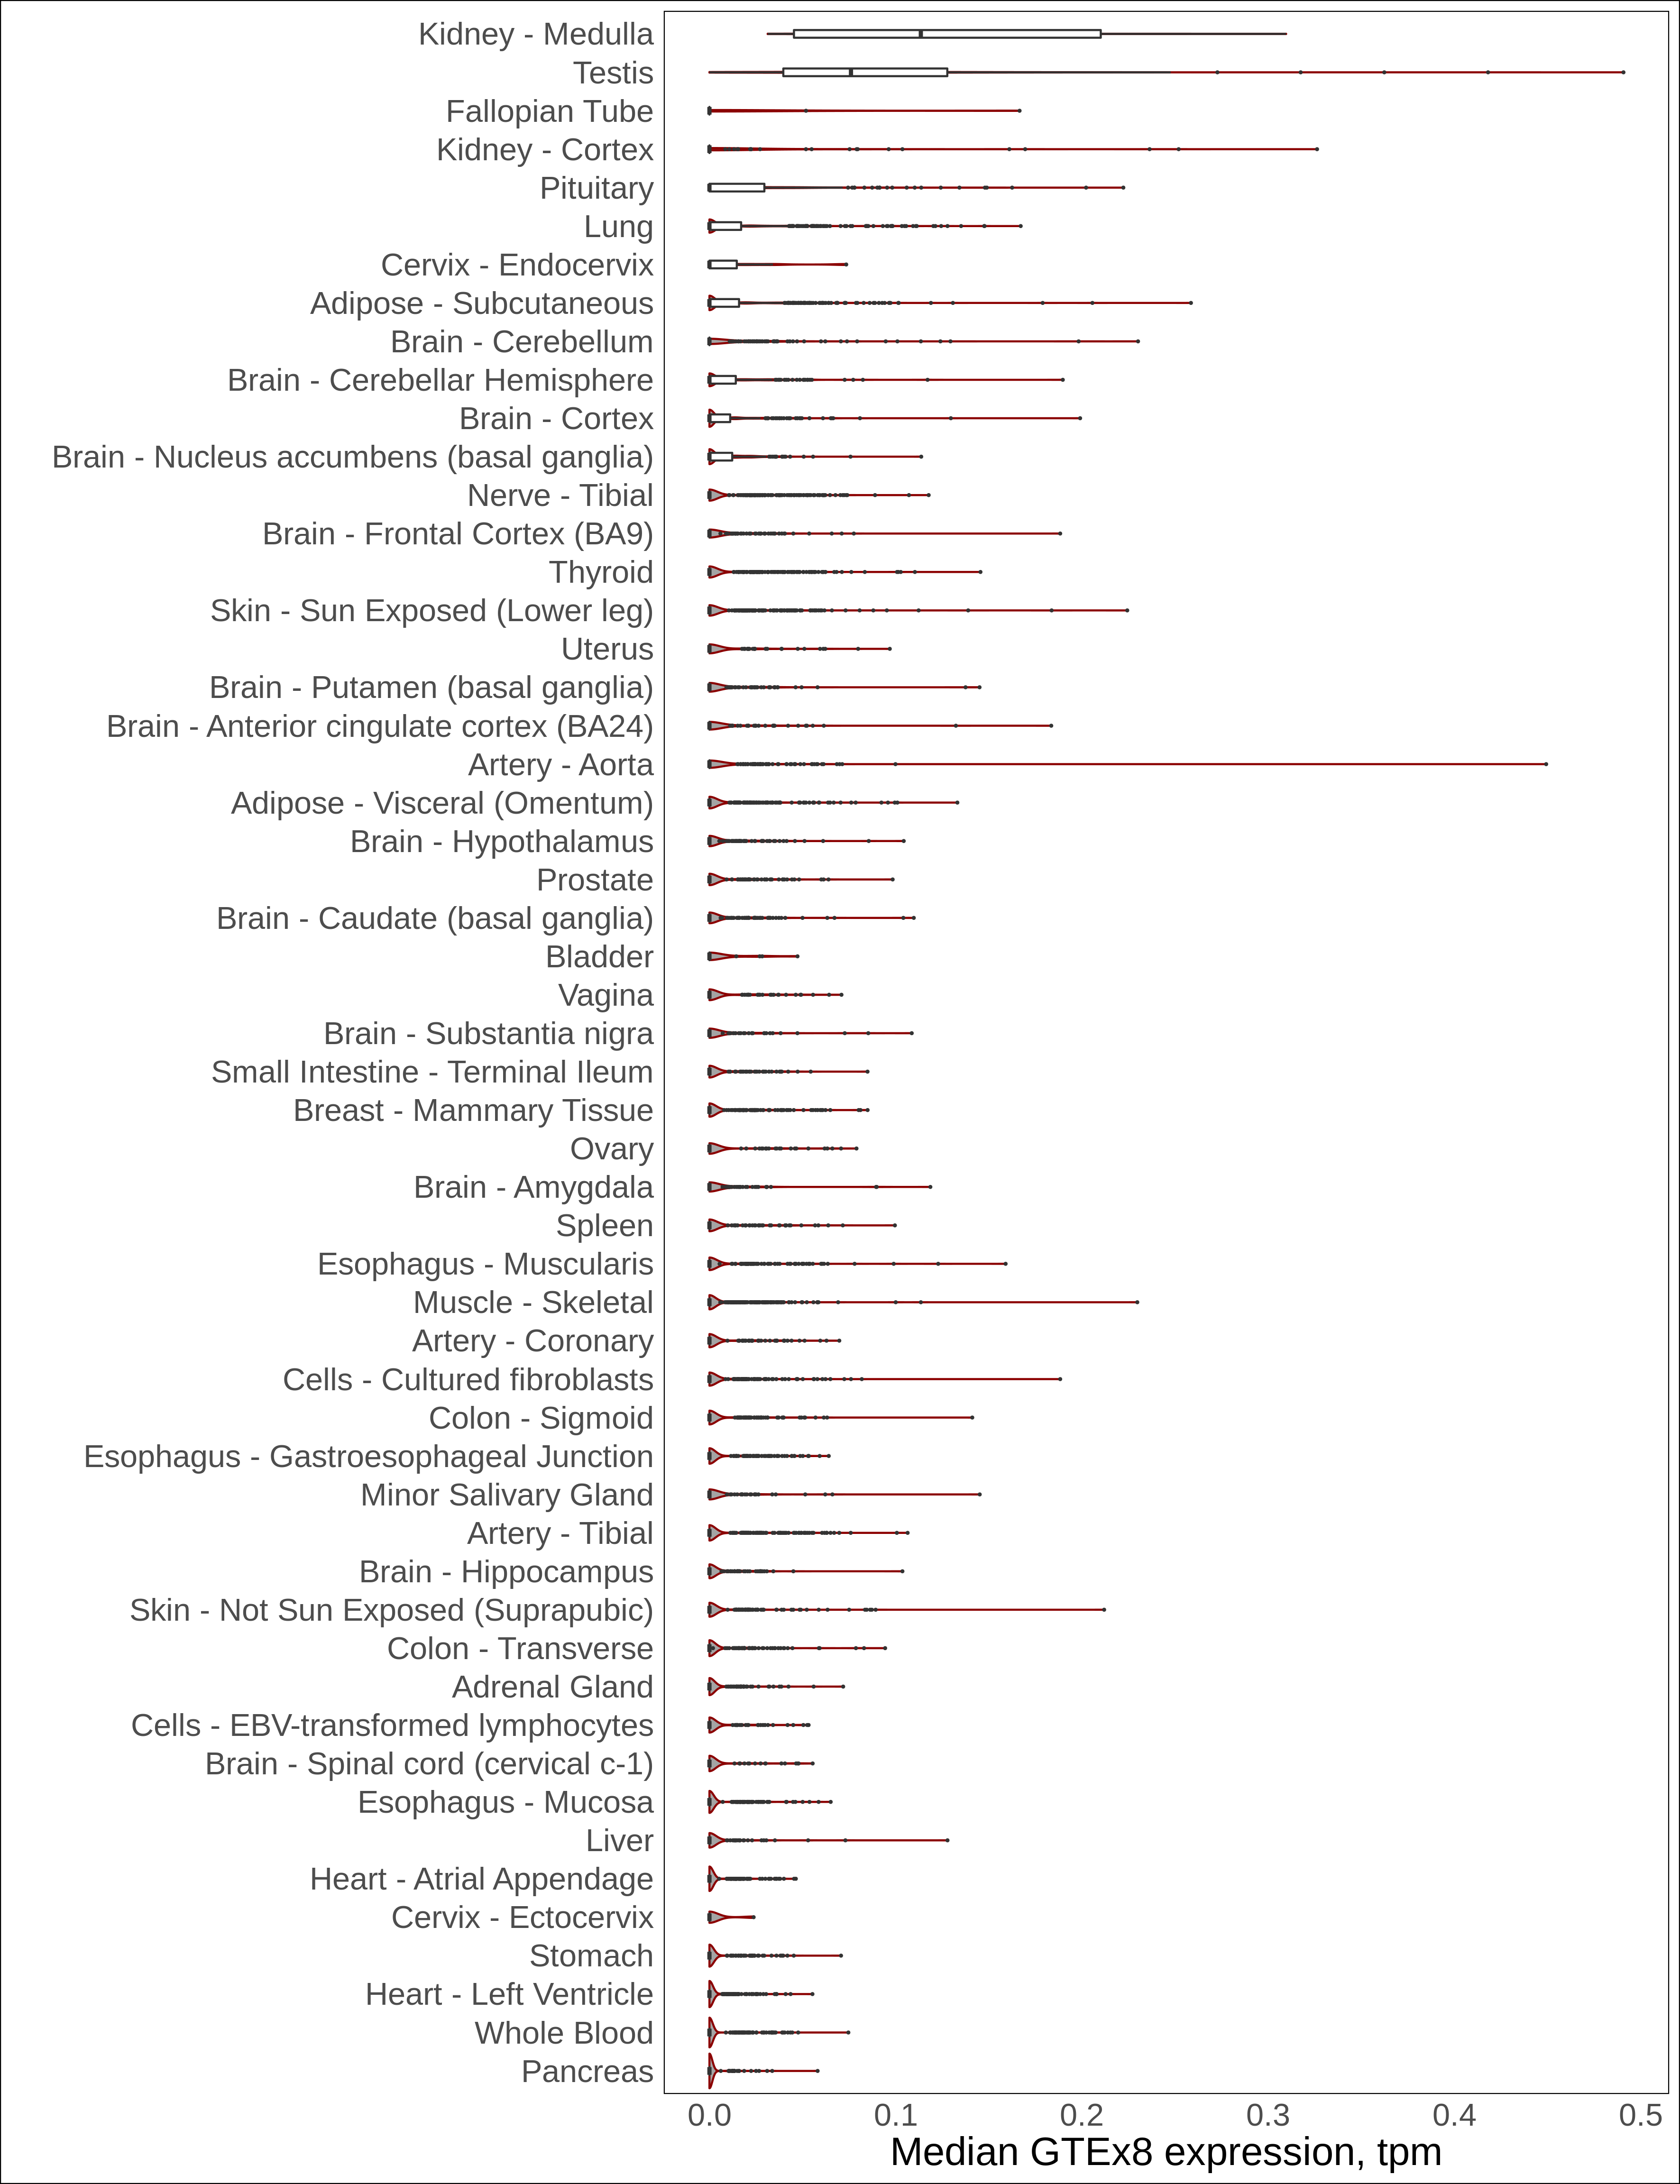 Kidney - Medulla
Testis
Fallopian Tube
Kidney - Cortex
Pituitary
Lung
Cervix - Endocervix
Adipose - Subcutaneous
Brain - Cerebellum
Brain - Cerebellar Hemisphere
Brain - Cortex
Brain - Nucleus accumbens (basal ganglia)
Nerve - Tibial
Brain - Frontal Cortex (BA9)
Thyroid
Skin - Sun Exposed (Lower leg)
Uterus
Brain - Putamen (basal ganglia)
Brain - Anterior cingulate cortex (BA24)
Artery - Aorta
Adipose - Visceral (Omentum)
Brain - Hypothalamus
Prostate
Brain - Caudate (basal ganglia)
Bladder
Vagina
Brain - Substantia nigra
Small Intestine - Terminal Ileum
Breast - Mammary Tissue
Ovary
Brain - Amygdala
Spleen
Esophagus - Muscularis
Muscle - Skeletal
Artery - Coronary
Cells - Cultured fibroblasts
Colon - Sigmoid
Esophagus - Gastroesophageal Junction
Minor Salivary Gland
Artery - Tibial
Brain - Hippocampus
Skin - Not Sun Exposed (Suprapubic)
Colon - Transverse
Adrenal Gland
Cells - EBV-transformed lymphocytes
Brain - Spinal cord (cervical c-1)
Esophagus - Mucosa
Liver
Heart - Atrial Appendage
Cervix - Ectocervix
Stomach
Heart - Left Ventricle
Whole Blood
Pancreas
0.0 0.1 0.2 0.3 0.4 0.5
Median GTEx8 expression, tpm